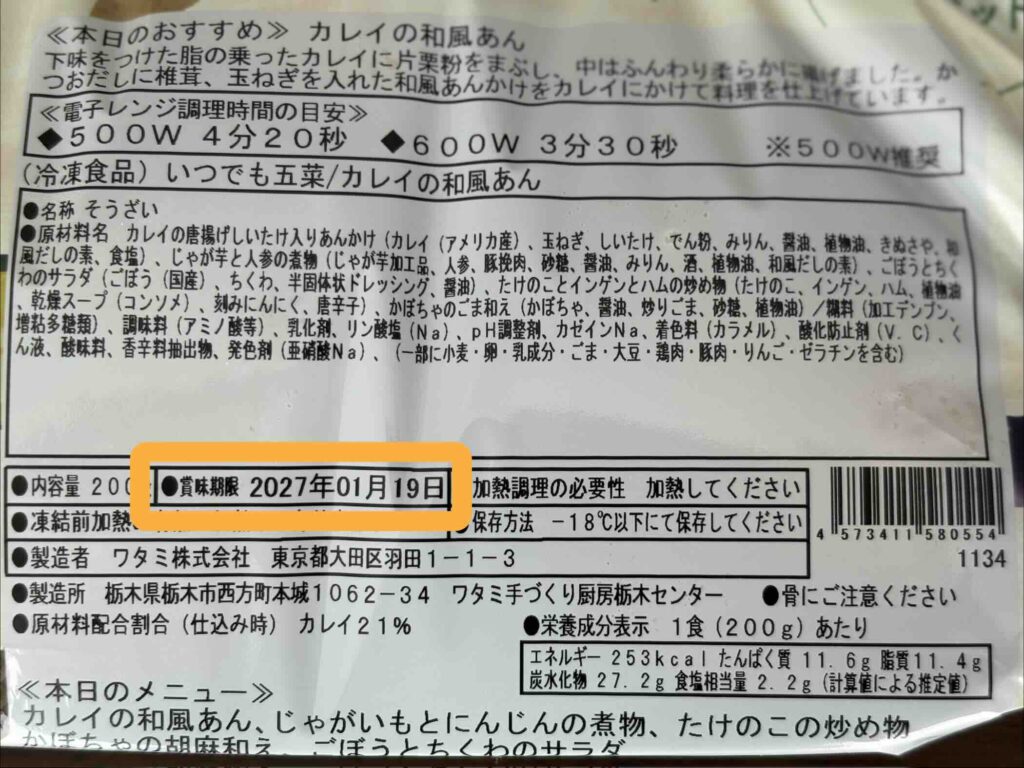 ≪本日のおすすめ≫ カレイの和風あん
下味をつけた脂の乗ったカレイに片栗粉をまぶし、中はふんわり柔らかに揚げました。か
つおだしに椎茸、玉ねぎを入れた和風あんかけをカレイにかけて料理を仕上げています。
≪電子レンジ調理時間の目安≫
◆500W 4分20秒 ◆600W 3分30秒 ※500W推奨
(冷凍食品)いつでも五菜/カレイの和風あん
●名称 そうざい
●原材料名 カレイの唐揚げしいたけ入りあんかけ(カレイ(アメリカ産)、玉ねぎ、しいたけ、でん粉、みりん、醤油、植物油、きぬさや、和
風だしの素、食塩)、じゃが芋と人参の煮物(じゃが芋加工品、人参、豚挽肉、砂糖、醤油、みりん、酒、植物油、和風だしの素)、ごぼうとちく
わのサラダ(ごぼう(国産)、ちくわ、半固体状ドレッシング、醤油)、たけのことインゲンとハムの炒め物(たけのこ、インゲン、ハム、植物油
、乾燥スープ(コンソメ)、刻みにんにく、唐辛子)、かぼちゃのごま和え(かぼちゃ、醤油、炒りごま、砂糖、植物油)/糊料(加工デンプン、
増粘多糖類)、調味料(アミノ酸等)、乳化剤、リン酸塩(Na)、pH調整剤、カゼインNa、着色料(カラメル)、酸化防止剤(V.C)、く
ん液、酸味料、香辛料抽出物、発色剤(亜硝酸Na)、(一部に小麦・卵・乳成分・ごま・大豆・鶏肉・豚肉・りんご・ゼラチンを含む)
●内容量 200 ●賞味期限 2027年01月19日 加熱調理の必要性 加熱してください
●凍結前加熱 ●保存方法 -18℃以下にて保存してください
●製造者 ワタミ株式会社 東京都大田区羽田1-1-3
4 573411 580554
1134
●製造所 栃木県栃木市西方町本城1062-34 ワタミ手づくり厨房栃木センター ●骨にご注意ください
●原材料配合割合(仕込み時) カレイ21% ●栄養成分表示 1食(200g)あたり
エネルギー 253kcal たんぱく質 11.6g 脂質11.4g
炭水化物 27.2g 食塩相当量 2.2g(計算値による推定値)
≪本日のメニュー≫
カレイの和風あん、じゃがいもとにんじんの煮物、たけのこの炒め物
かぼちゃの胡麻和え、ごぼうとちくわのサラダ